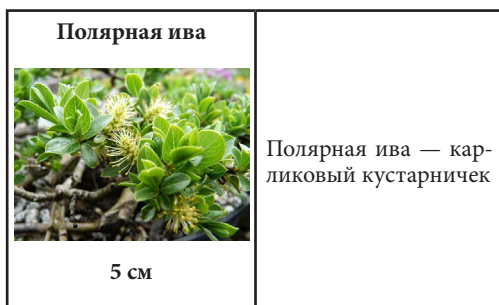 Полярная ива
5 см
Полярная ива — кар-
ликовый кустарничек